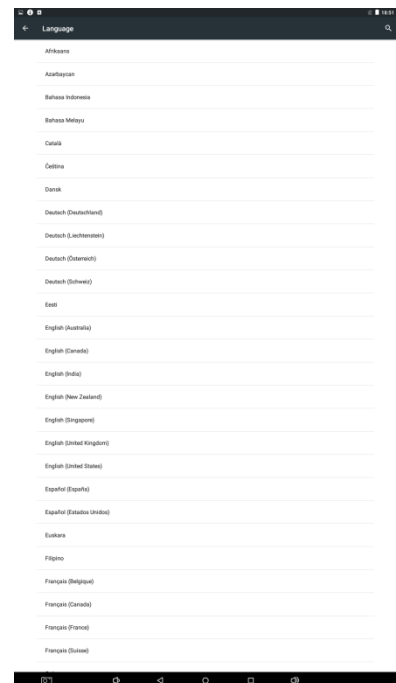 10:51
Language
Afrikaans
Azərbaycan
Bahasa Indonesia
Bahasa Melayu
Català
Čeština
Dansk
Deutsch (Deutschland)
Deutsch (Liechtenstein)
Deutsch (Österreich)
Deutsch (Schweiz)
Eesti
English (Australia)
English (Canada)
English (India)
English (New Zealand)
English (Singapore)
English (United Kingdom)
English (United States)
Español (España)
Español (Estados Unidos)
Euskara
Filipino
Français (Belgique)
Français (Canada)
Français (France)
Français (Suisse)